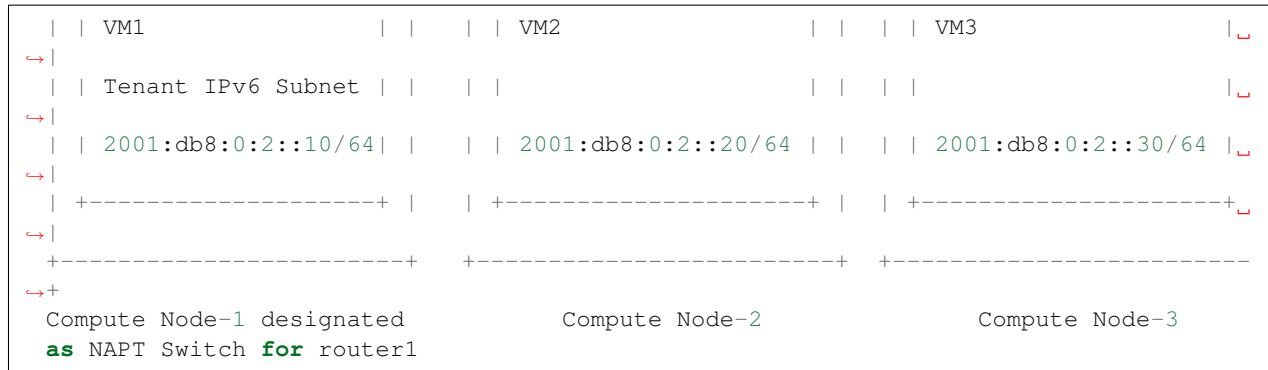 | | VM1               | |   | | VM2                 | |  | | VM3                 |␣
↪|
  | | Tenant IPv6 Subnet | |   | |                     | |  | |                     |␣
↪|
  | | 2001:db8:0:2::10/64| |   | | 2001:db8:0:2::20/64 | |  | | 2001:db8:0:2::30/64 |␣
↪|
  | +--------------------+ |   | +---------------------+ |  | +---------------------+␣
↪|
  +------------------------+   +-------------------------+  +-------------------------
↪+
  Compute Node-1 designated           Compute Node-2               Compute Node-3
  as NAPT Switch for router1